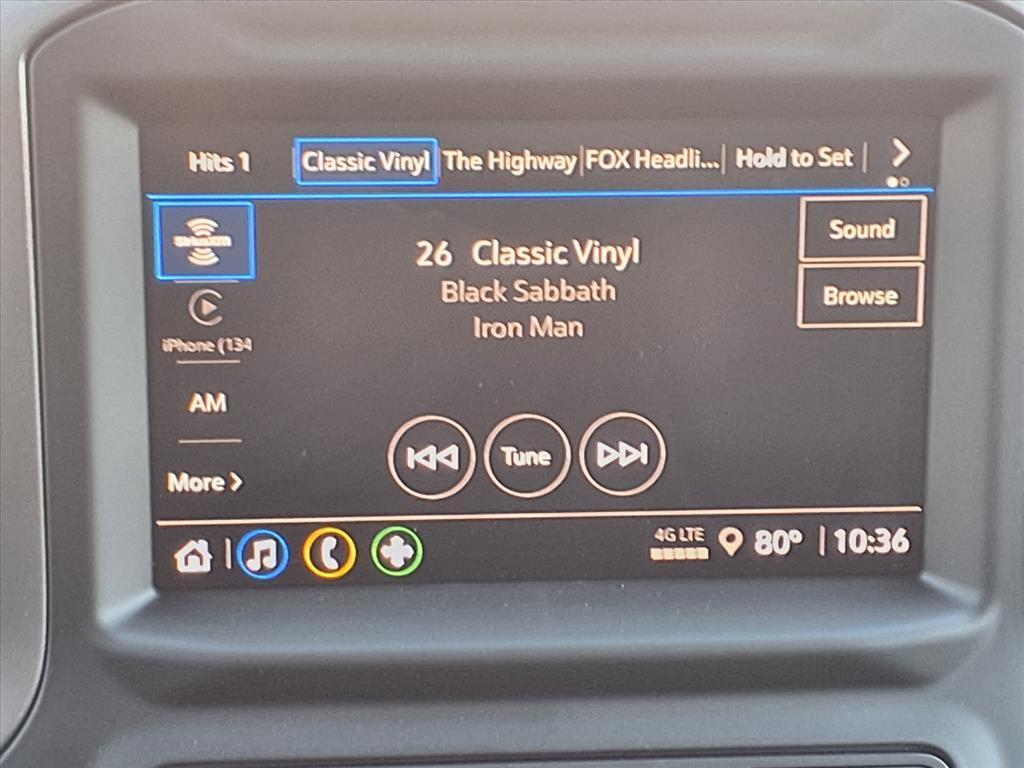 Hits 1 Classic Vinyl The Highway FOX Headli... Hold to Set
SiriusXM
26 Classic Vinyl
Sound
Black Sabbath
Browse
Iron Man
iPhone (134
AM
Tune
More
4G LTE 80° 10:36